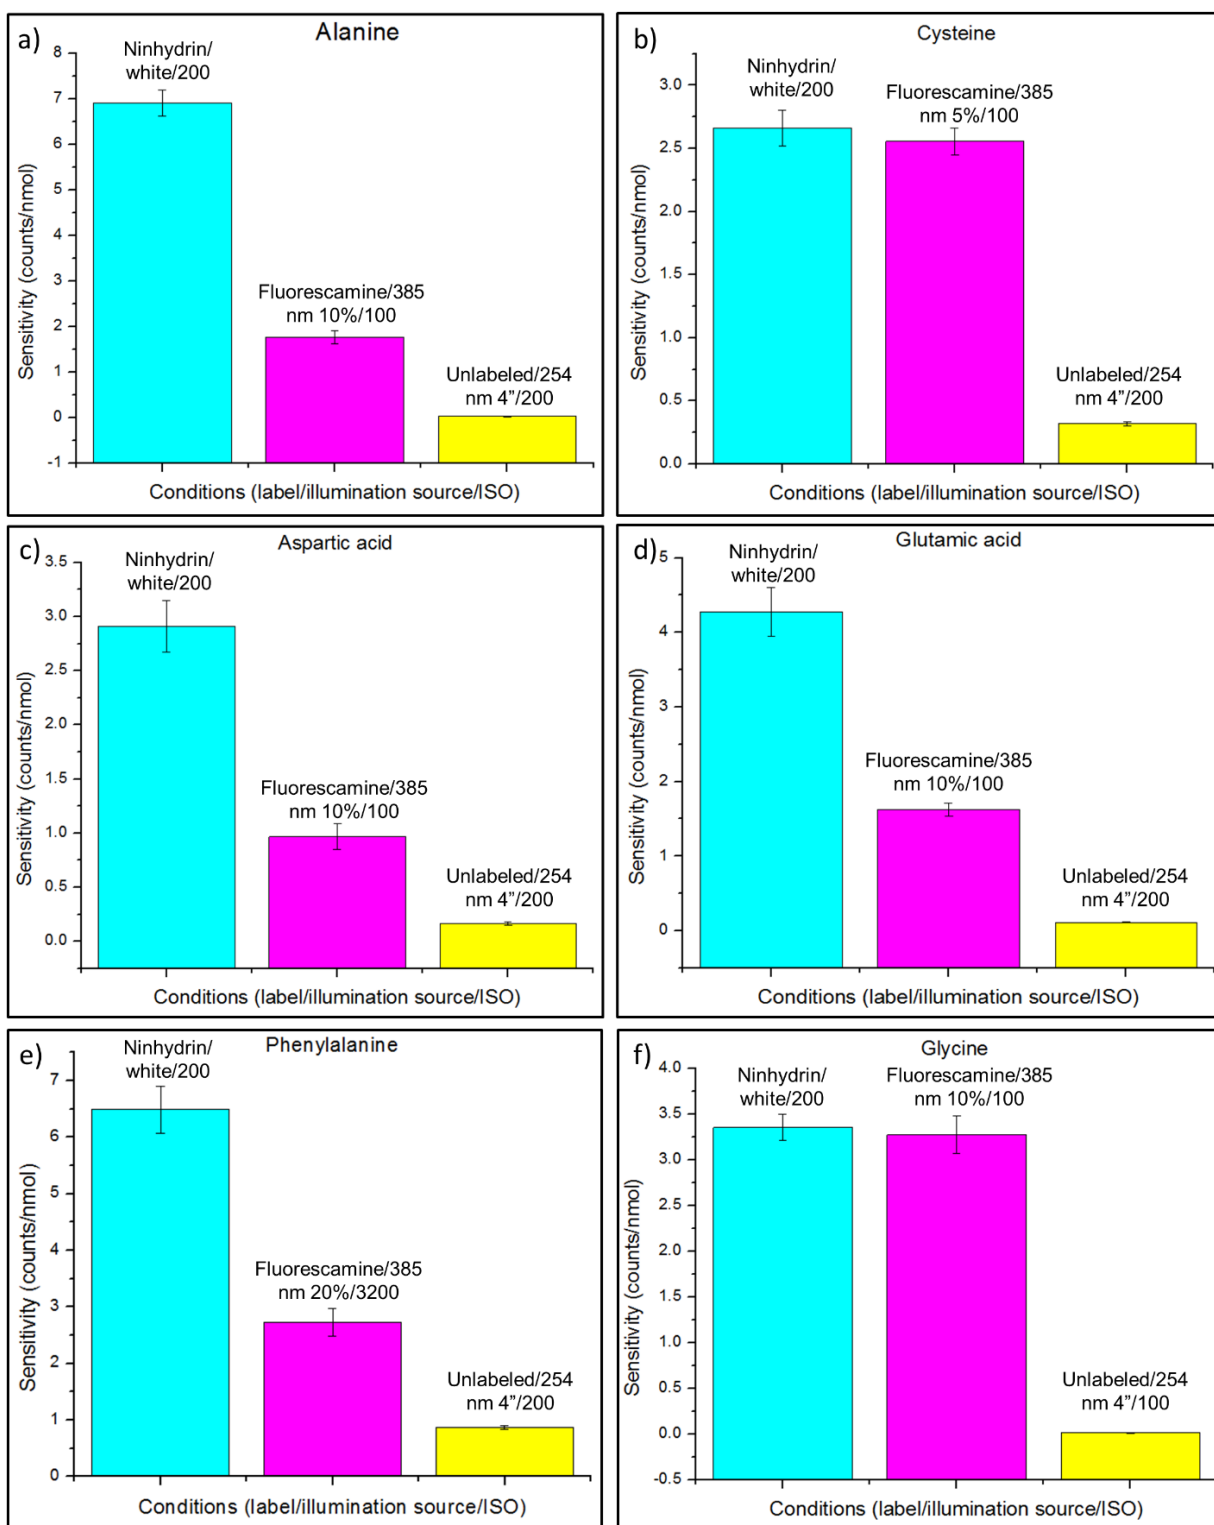 a)
Alanine
Ninhydrin/
white/200
Fluorescamine/385
nm 10%/100
Unlabeled/254
nm 4”/200
8
7
6
5
4
3
2
1
0
-1
Sensitivity (counts/nmol)
Conditions (label/illumination source/ISO)
b)
Cysteine
Ninhydrin/
white/200
Fluorescamine/385
nm 5%/100
Unlabeled/254
nm 4”/200
3.0
2.5
2.0
1.5
1.0
0.5
0.0
Sensitivity (counts/nmol)
Conditions (label/illumination source/ISO)
c)
Aspartic acid
Ninhydrin/
white/200
Fluorescamine/385
nm 10%/100
Unlabeled/254
nm 4”/200
3.5
3.0
2.5
2.0
1.5
1.0
0.5
0.0
Sensitivity (counts/nmol)
Conditions (label/illumination source/ISO)
d)
Glutamic acid
Ninhydrin/
white/200
Fluorescamine/385
nm 10%/100
Unlabeled/254
nm 4”/200
5
4
3
2
1
0
Sensitivity (counts/nmol)
Conditions (label/illumination source/ISO)
e)
Phenylalanine
Ninhydrin/
white/200
Fluorescamine/385
nm 20%/3200
Unlabeled/254
nm 4”/200
7
6
5
4
3
2
1
0
Sensitivity (counts/nmol)
Conditions (label/illumination source/ISO)
f)
Glycine
Ninhydrin/
white/200
Fluorescamine/385
nm 10%/100
Unlabeled/254
nm 4”/100
4.0
3.5
3.0
2.5
2.0
1.5
1.0
0.5
0.0
-0.5
Sensitivity (counts/nmol)
Conditions (label/illumination source/ISO)